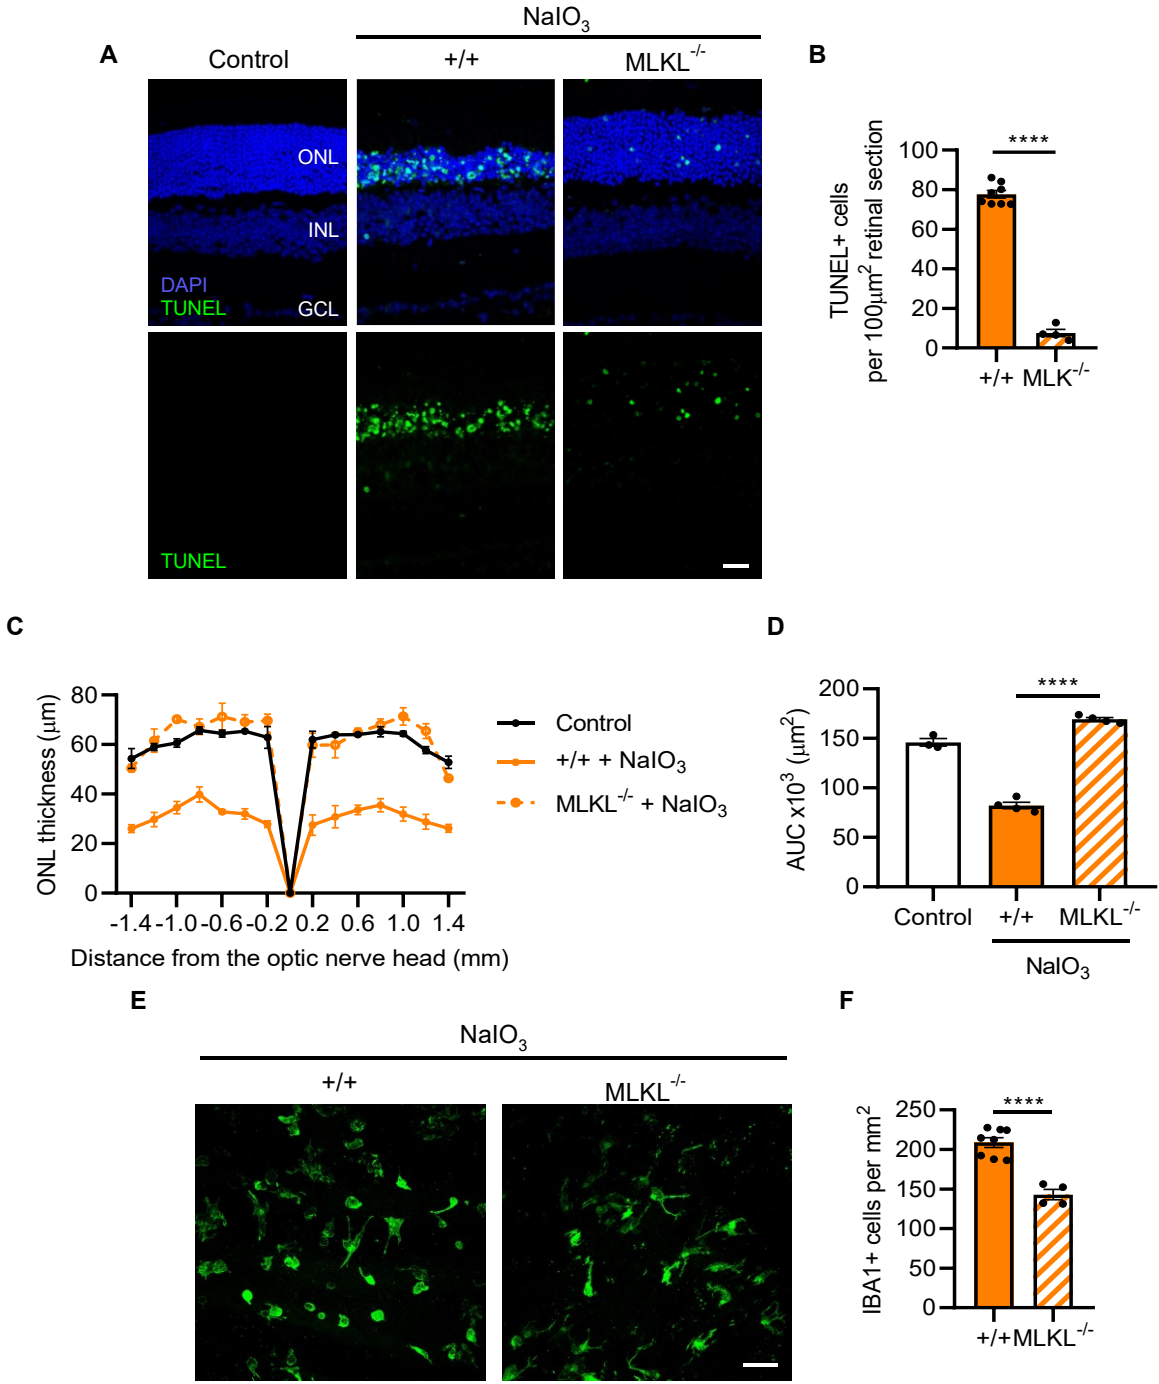 NaIO3
A
Control
+/+
MLKL-/-
ONL
INL
GCL
DAPI
TUNEL
TUNEL
B
TUNEL+ cells
per 100μm2 retinal section
100
80
60
40
20
0
****
+/+ MLK-/-
C
ONL thickness (μm)
80
60
40
20
0
-1.4 -1.0 -0.6 -0.2 0.2 0.6 1.0 1.4
Distance from the optic nerve head (mm)
Control
+/+ + NaIO3
MLKL-/- + NaIO3
D
AUC x103 (μm2)
200
150
100
50
0
****
Control +/+ MLKL-/-
NaIO3
E
NaIO3
+/+
MLKL-/-
F
IBA1+ cells per mm2
250
200
150
100
50
0
****
+/+ MLKL-/-